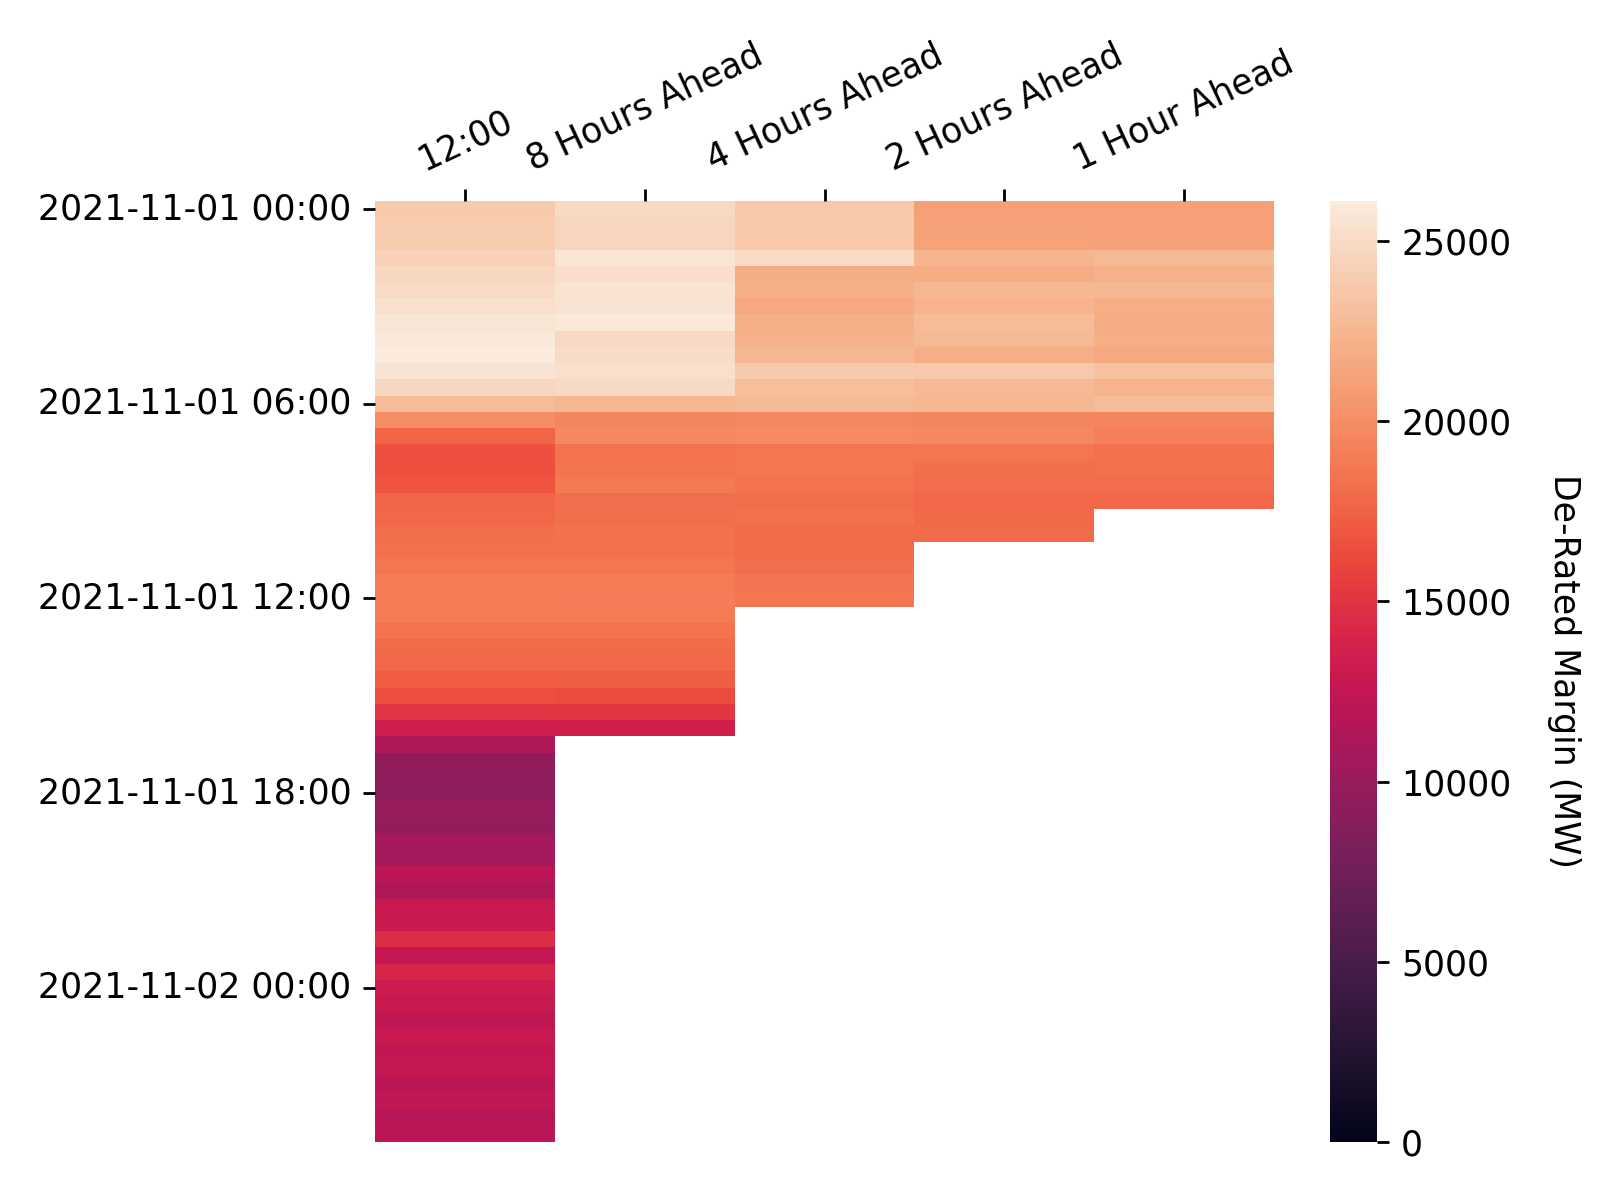 12:00
8 Hours Ahead
4 Hours Ahead
2 Hours Ahead
1 Hour Ahead
2021-11-01 00:00
2021-11-01 06:00
2021-11-01 12:00
2021-11-01 18:00
2021-11-02 00:00
25000
20000
15000
10000
5000
0
De-Rated Margin (MW)